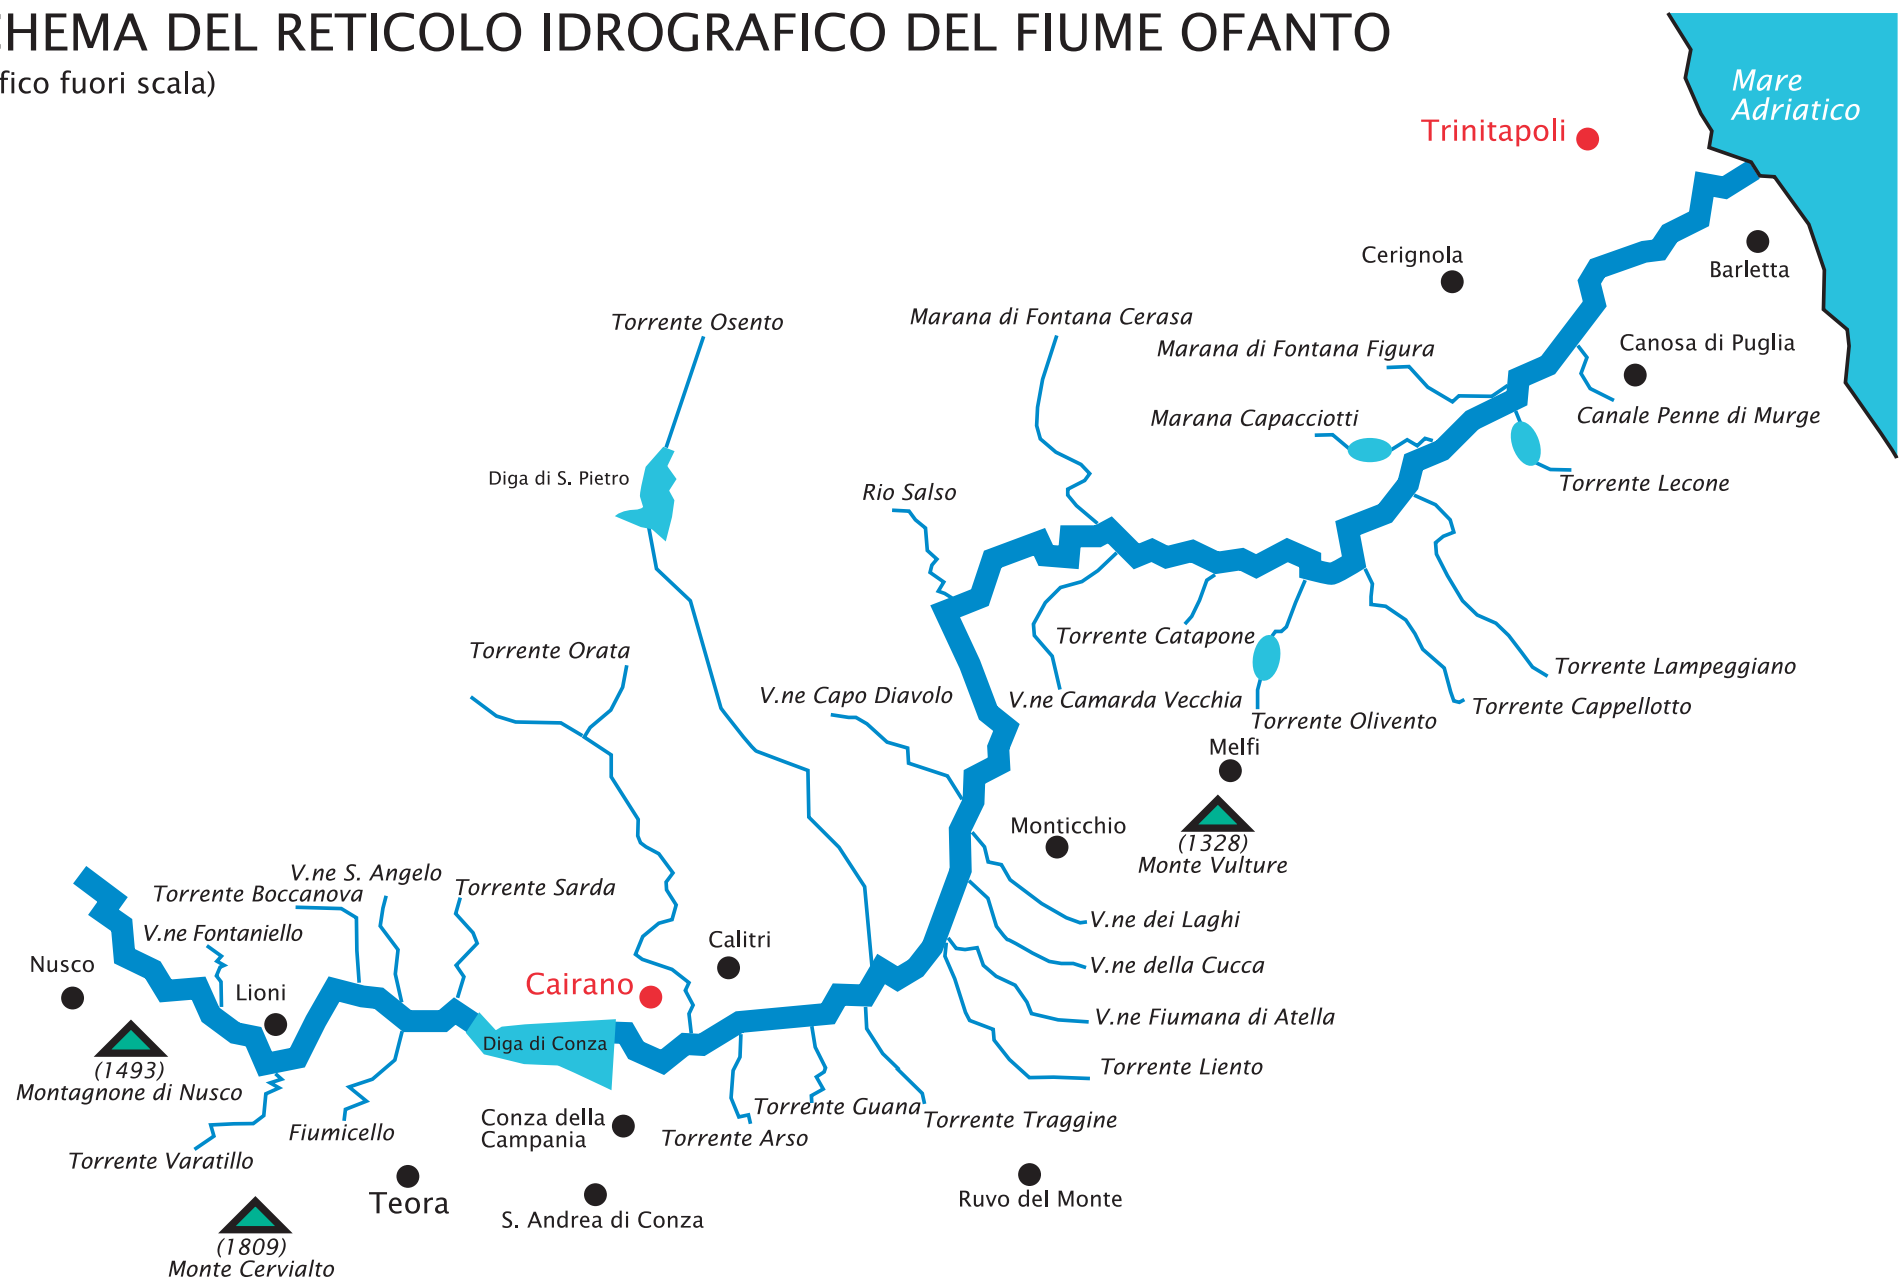 CHEMA DEL RETICOLO IDROGRAFICO DEL FIUME OFANTO
fico fuori scala)
Mare
Adriatico
Trinitapoli
Cerignola
Barletta
Torrente Osento
Marana di Fontana Cerasa
Marana di Fontana Figura
Canosa di Puglia
Marana Capacciotti
Canale Penne di Murge
Diga di S. Pietro
Rio Salso
Torrente Lecone
Torrente Orata
Torrente Catapone
Torrente Lampeggiano
V.ne Capo Diavolo
V.ne Camarda Vecchia
Torrente Cappellotto
Torrente Olivento
Melfi
Monticchio
(1328)
Monte Vulture
V.ne S. Angelo
Torrente Boccanova
Torrente Sarda
V.ne Fontaniello
V.ne dei Laghi
Calitri
Nusco
V.ne della Cucca
Cairano
Lioni
V.ne Fiumana di Atella
Diga di Conza
(1493)
Montagnone di Nusco
Torrente Liento
Torrente Guana
Conza della
Campania
Torrente Traggine
Fiumicello
Torrente Arso
Torrente Varatillo
Teora
Ruvo del Monte
S. Andrea di Conza
(1809)
Monte Cervialto